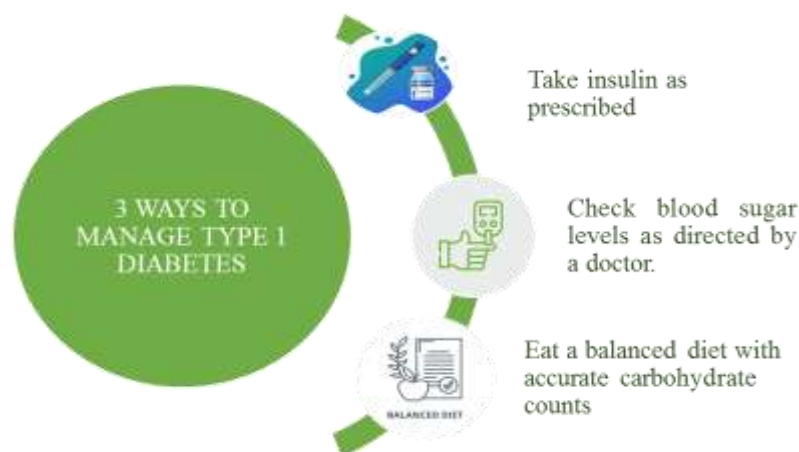 3 WAYS TO
MANAGE TYPE 1
DIABETES
Take insulin as
prescribed
Check blood sugar
levels as directed by
a doctor.
BALANCED DIET
Eat a balanced diet with
accurate carbohydrate
counts